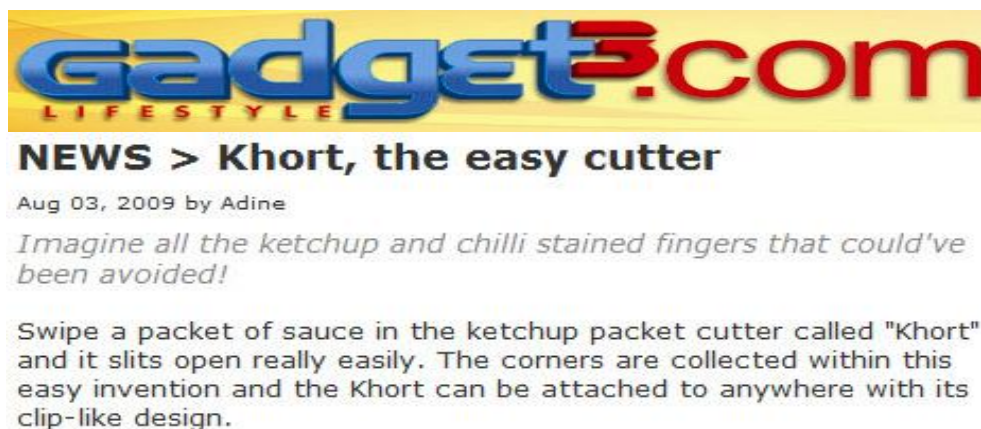 Gadget3.com
LIFESTYLE
NEWS > Khort, the easy cutter
Aug 03, 2009 by Adine
Imagine all the ketchup and chilli stained fingers that could've
been avoided!
Swipe a packet of sauce in the ketchup packet cutter called "Khort"
and it slits open really easily. The corners are collected within this
easy invention and the Khort can be attached to anywhere with its
clip-like design.